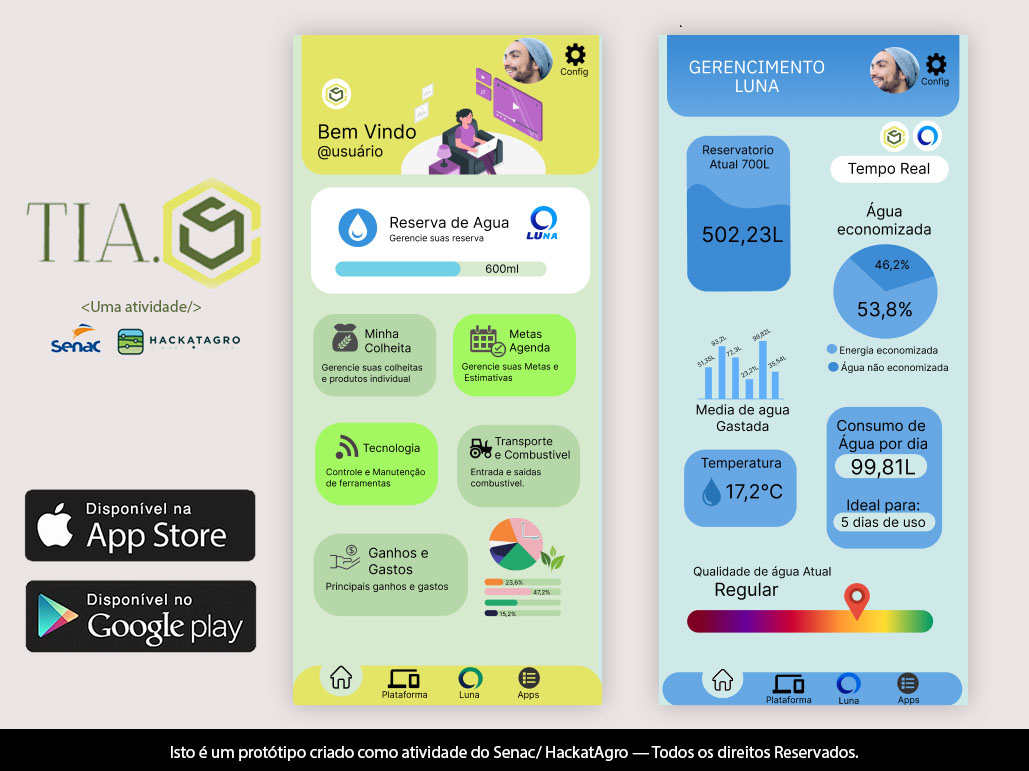 TIA.
<Uma atividade/>
Senac
HACKATAGRO
Disponível na
App Store
Disponível no
Google play
Config
Bem Vindo
@usuário
Reserva de Agua
Gerencie suas reserva
LUNA
600ml
Minha
Colheita
Gerencie suas colheitas
e produtos individual
Metas
Agenda
Gerencie suas Metas e
Estimativas
Tecnologia
Controle e Manutenção
de ferramentas
Transporte
e Combustivel
Entrada e saidas
combustível.
Ganhos e
Gastos
Principais ganhos e gastos
23,6%
47,2%
15,2%
Plataforma
Luna
Apps
GERENCIMENTO
LUNA
Config
Reservatorio
Atual 700L
502,23L
Tempo Real
Água
economizada
46,2%
53,8%
Energia economizada
Água não economizada
51,35L
93,2L
72,3L
23,21L
99,82L
35,54L
Media de agua
Gastada
Temperatura
17,2°C
Consumo de
Água por dia
99,81L
Ideal para:
5 dias de uso
Qualidade de água Atual
Regular
Plataforma
Luna
Apps
Isto é um protótipo criado como atividade do Senac/ HackatAgro — Todos os direitos Reservados.